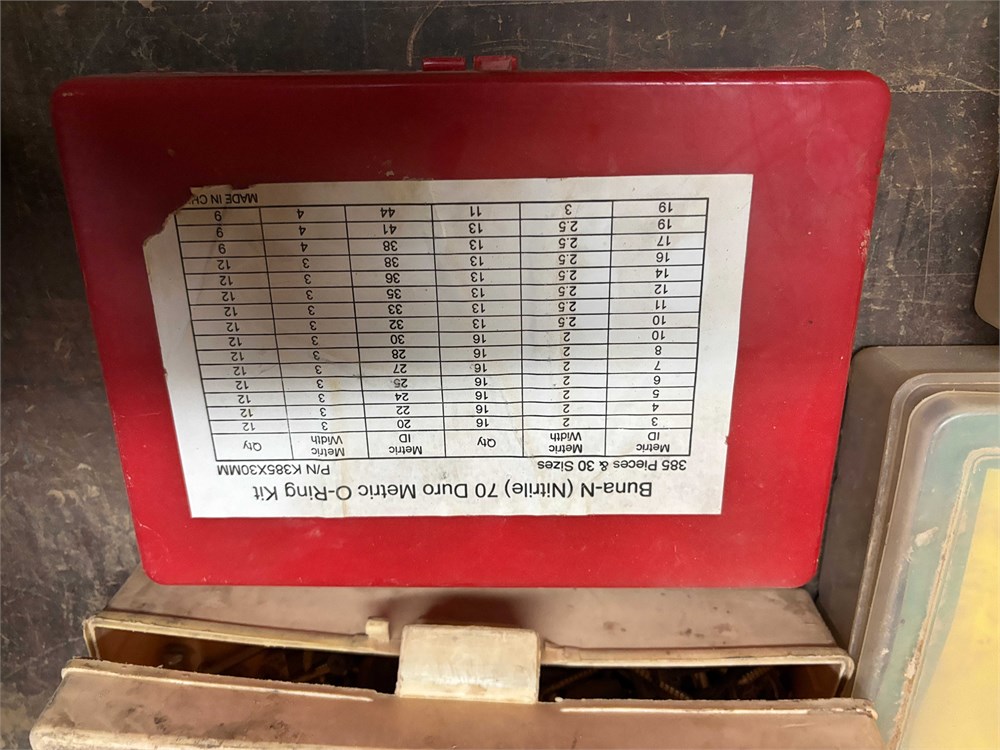 Buna-N (Nitrile) 70 Duro Metric O-Ring Kit
385 Pieces & 30 Sizes P/N K385X30MM
Metric ID Metric Width Qty Metric ID Metric Width Qty
3 2 16 20 3 12
4 2 16 22 3 12
5 2 16 24 3 12
6 2 16 25 3 12
7 2 16 27 3 12
8 2 16 28 3 12
10 2 16 30 3 12
10 2.5 13 32 3 12
11 2.5 13 33 3 12
12 2.5 13 35 3 12
14 2.5 13 36 3 12
16 2.5 13 38 3 12
17 2.5 13 38 4 9
19 2.5 13 41 4 9
19 3 11 44 4 9
MADE IN CH